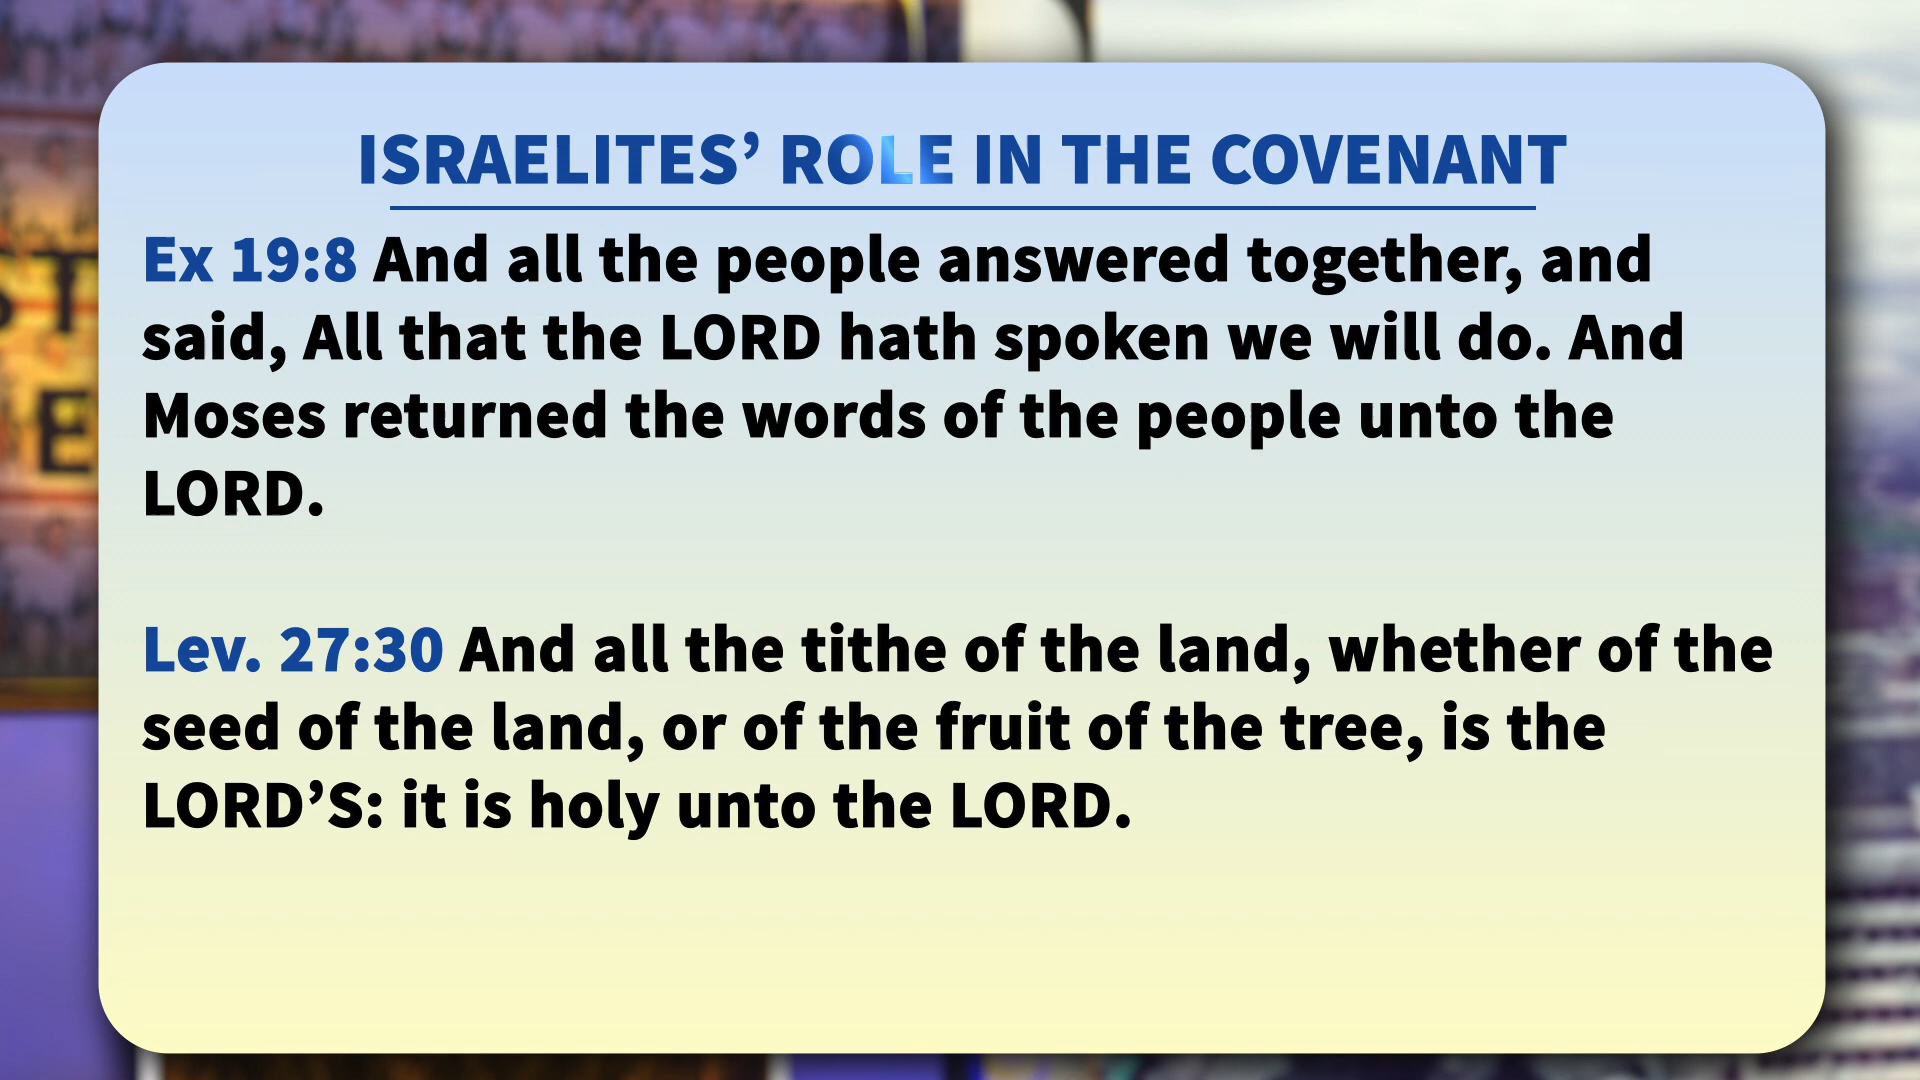 ISRAELITES’ ROLE IN THE COVENANT
Ex 19:8 And all the people answered together, and
said, All that the LORD hath spoken we will do. And
Moses returned the words of the people unto the
LORD.
Lev. 27:30 And all the tithe of the land, whether of the
seed of the land, or of the fruit of the tree, is the
LORD’S: it is holy unto the LORD.